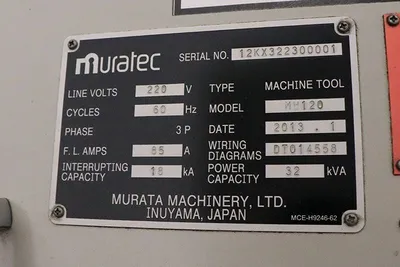 muratec
SERIAL NO. 12KX322300001
LINE VOLTS 220 V TYPE MACHINE TOOL
CYCLES 60 Hz MODEL MW120
PHASE 3 P DATE 2013 . 1
F. L. AMPS 85 A WIRING DIAGRAMS DT014558
INTERRUPTING CAPACITY 18 kA POWER CAPACITY 32 kVA
MURATA MACHINERY, LTD.
INUYAMA, JAPAN
MCE-H9246-62